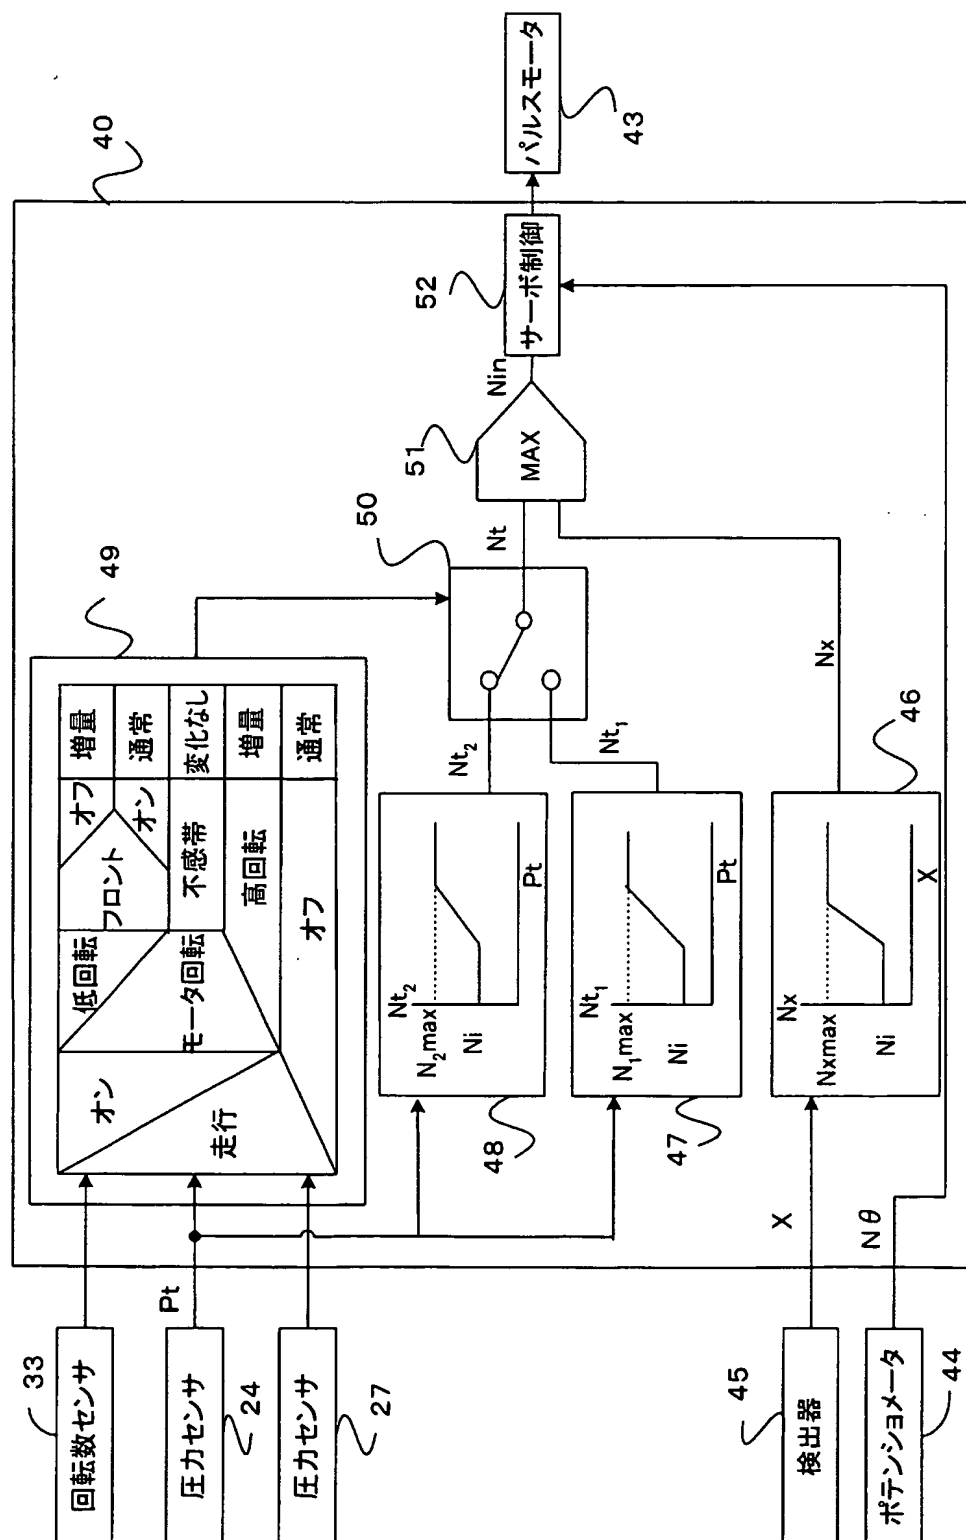 40
49
回転数センサ
33
圧力センサ
24
圧力センサ
27
Pt
走行
オン
オフ
モータ回転
低回転
不感帯
高回転
フロント
オフ
オン
増量
通常
変化なし
増量
通常
50
48
Nt2
N2max
Ni
Pt
Nt2
47
Nt1
N1max
Ni
Pt
Nt1
Nt
51
MAX
Nin
52
サーボ制御
パルスモータ
43
検出器
45
X
46
Nx
Nxmax
Ni
X
Nx
ポテンショメータ
44
Nθ